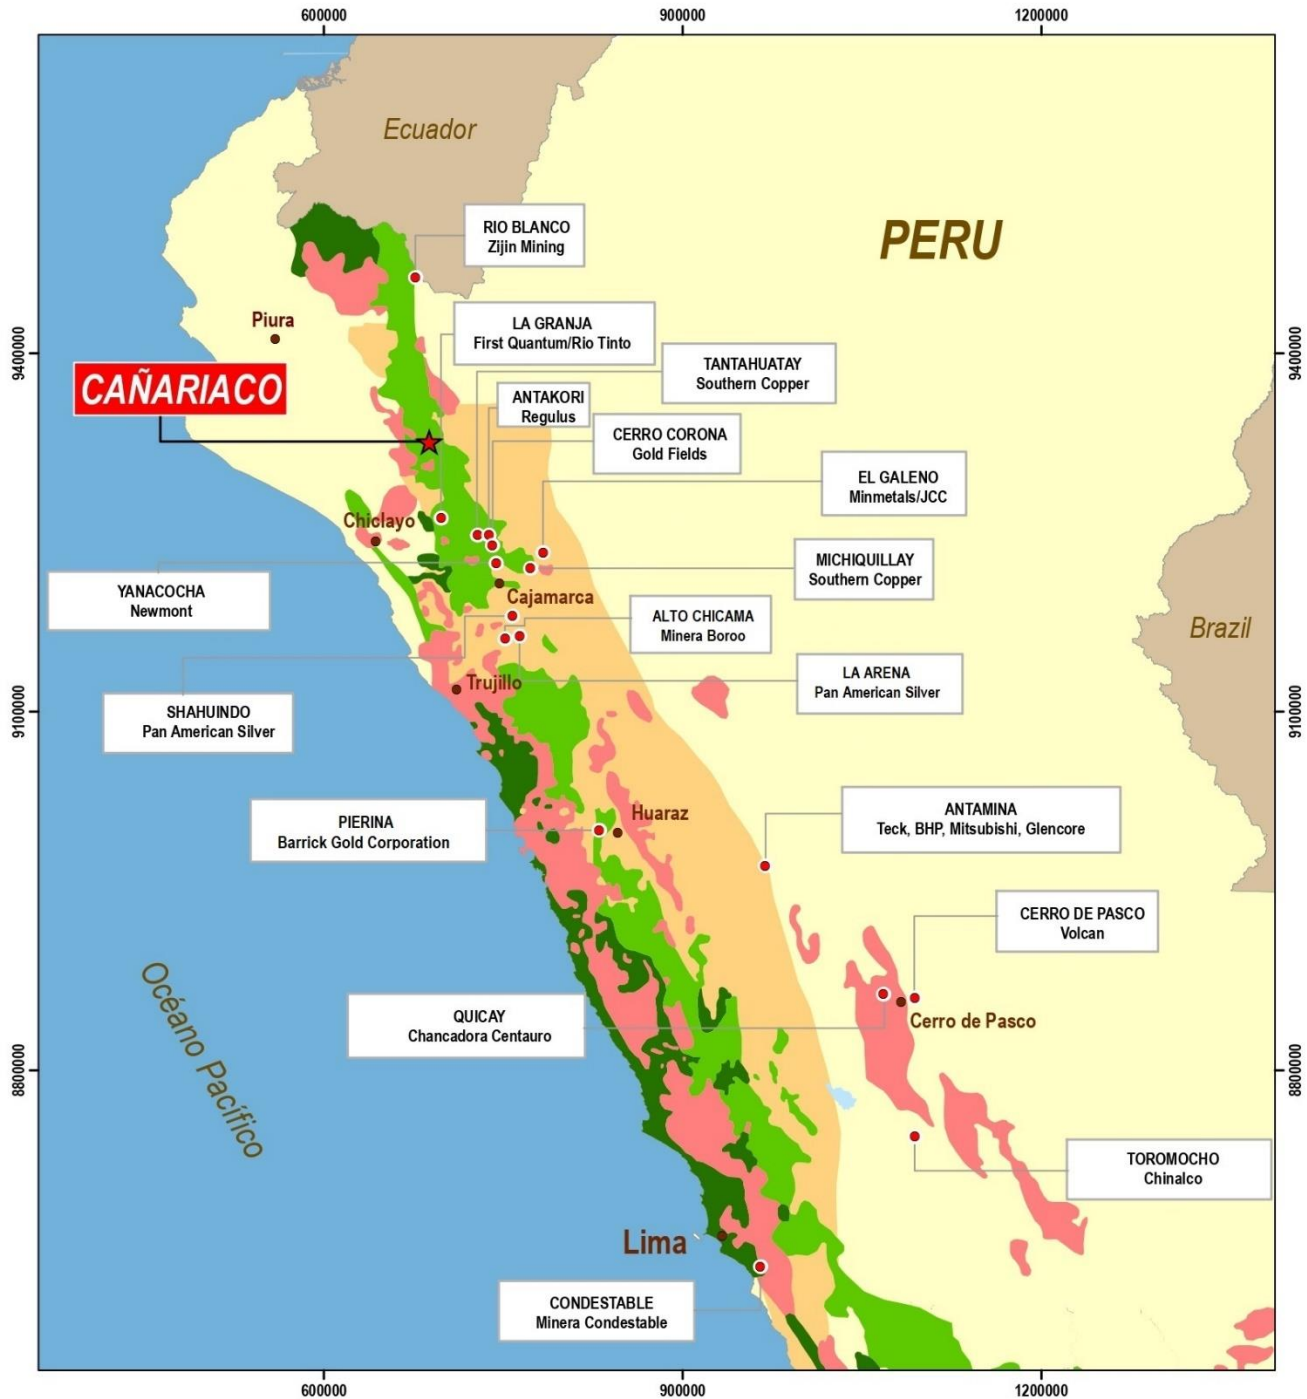 600000
900000
1200000
Ecuador
PERU
RIO BLANCO
Zijin Mining
Piura
LA GRANJA
First Quantum/Rio Tinto
9400000
9400000
TANTAHUATAY
Southern Copper
CAÑARIACO
ANTAKORI
Regulus
CERRO CORONA
Gold Fields
EL GALENO
Minmetals/JCC
Chiclayo
MICHIQUILLAY
Southern Copper
YANACOCHA
Newmont
Cajamarca
ALTO CHICAMA
Minera Boroo
Brazil
LA ARENA
Pan American Silver
Trujillo
SHAHUINDO
Pan American Silver
9100000
9100000
PIERINA
Barrick Gold Corporation
Huaraz
ANTAMINA
Teck, BHP, Mitsubishi, Glencore
CERRO DE PASCO
Volcan
Océano Pacífico
QUICAY
Chancadora Centauro
Cerro de Pasco
8800000
8800000
TOROMOCHO
Chinalco
Lima
CONDESTABLE
Minera Condestable
600000
900000
1200000